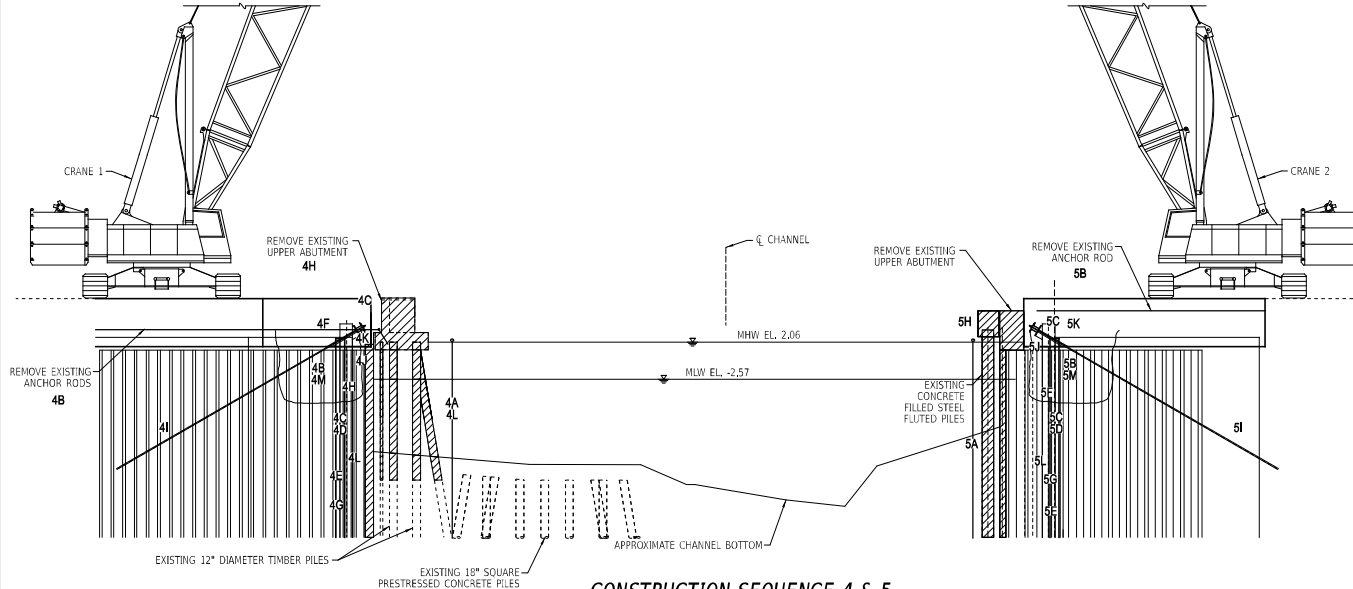 CRANE 1
CRANE 2
REMOVE EXISTING
UPPER ABUTMENT
4H
℄ CHANNEL
REMOVE EXISTING
UPPER ABUTMENT
REMOVE EXISTING
ANCHOR ROD
5B
4C
4F
4K
5H
5C
5K
5J
MHW EL. 2.06
MLW EL. -2.57
REMOVE EXISTING
ANCHOR RODS
4B
4B
4M
4H
4A
4L
EXISTING
CONCRETE
FILLED STEEL
FLUTED PILES
5B
5M
5F
4I
4C
4D
4L
4E
4G
5A
5C
5D
5I
5L
5G
5E
EXISTING 12" DIAMETER TIMBER PILES
APPROXIMATE CHANNEL BOTTOM
EXISTING 18" SQUARE
PRESTRESSED CONCRETE PILES
CONSTRUCTION SEQUENCE 4 & 5